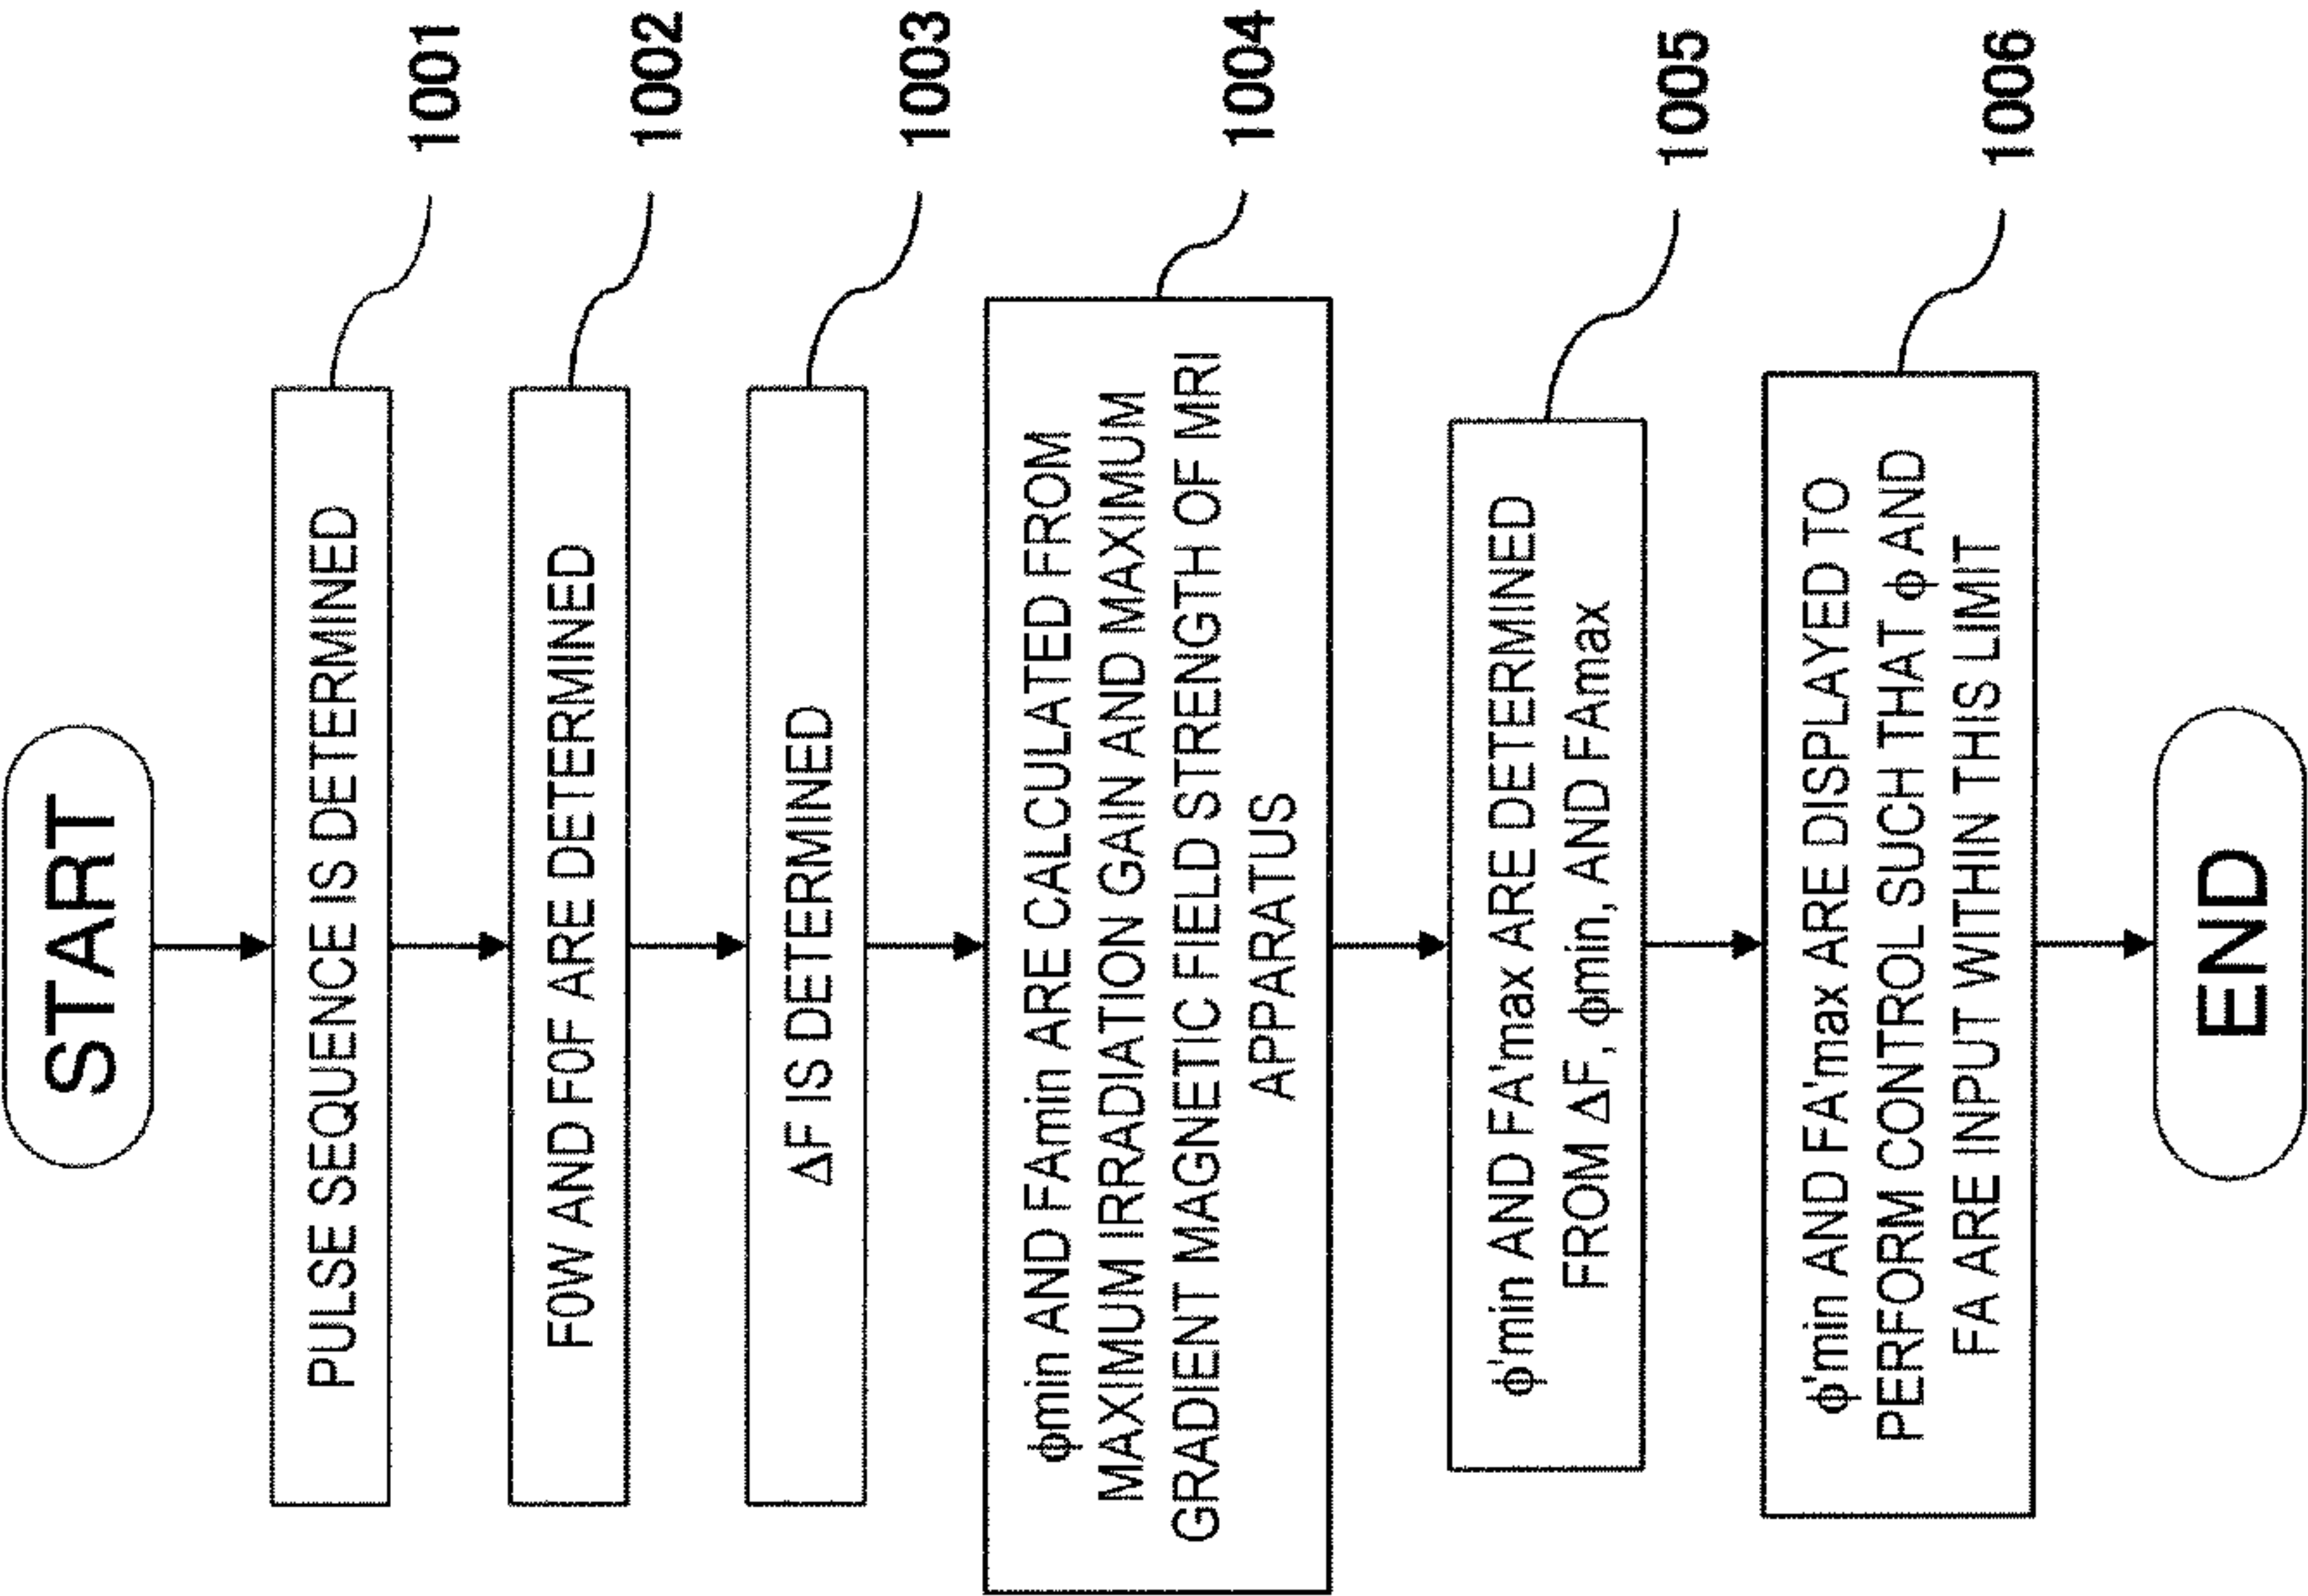 START
PULSE SEQUENCE IS DETERMINED
1001
F0W AND F0F ARE DETERMINED
1002
ΔF IS DETERMINED
1003
ϕmin AND FAmin ARE CALCULATED FROM
MAXIMUM IRRADIATION GAIN AND MAXIMUM
GRADIENT MAGNETIC FIELD STRENGTH OF MRI
APPARATUS
1004
ϕ'min AND FA'max ARE DETERMINED
FROM ΔF, ϕmin, AND FAmax
1005
ϕ'min AND FA'max ARE DISPLAYED TO
PERFORM CONTROL SUCH THAT ϕ AND
FA ARE INPUT WITHIN THIS LIMIT
1006
END